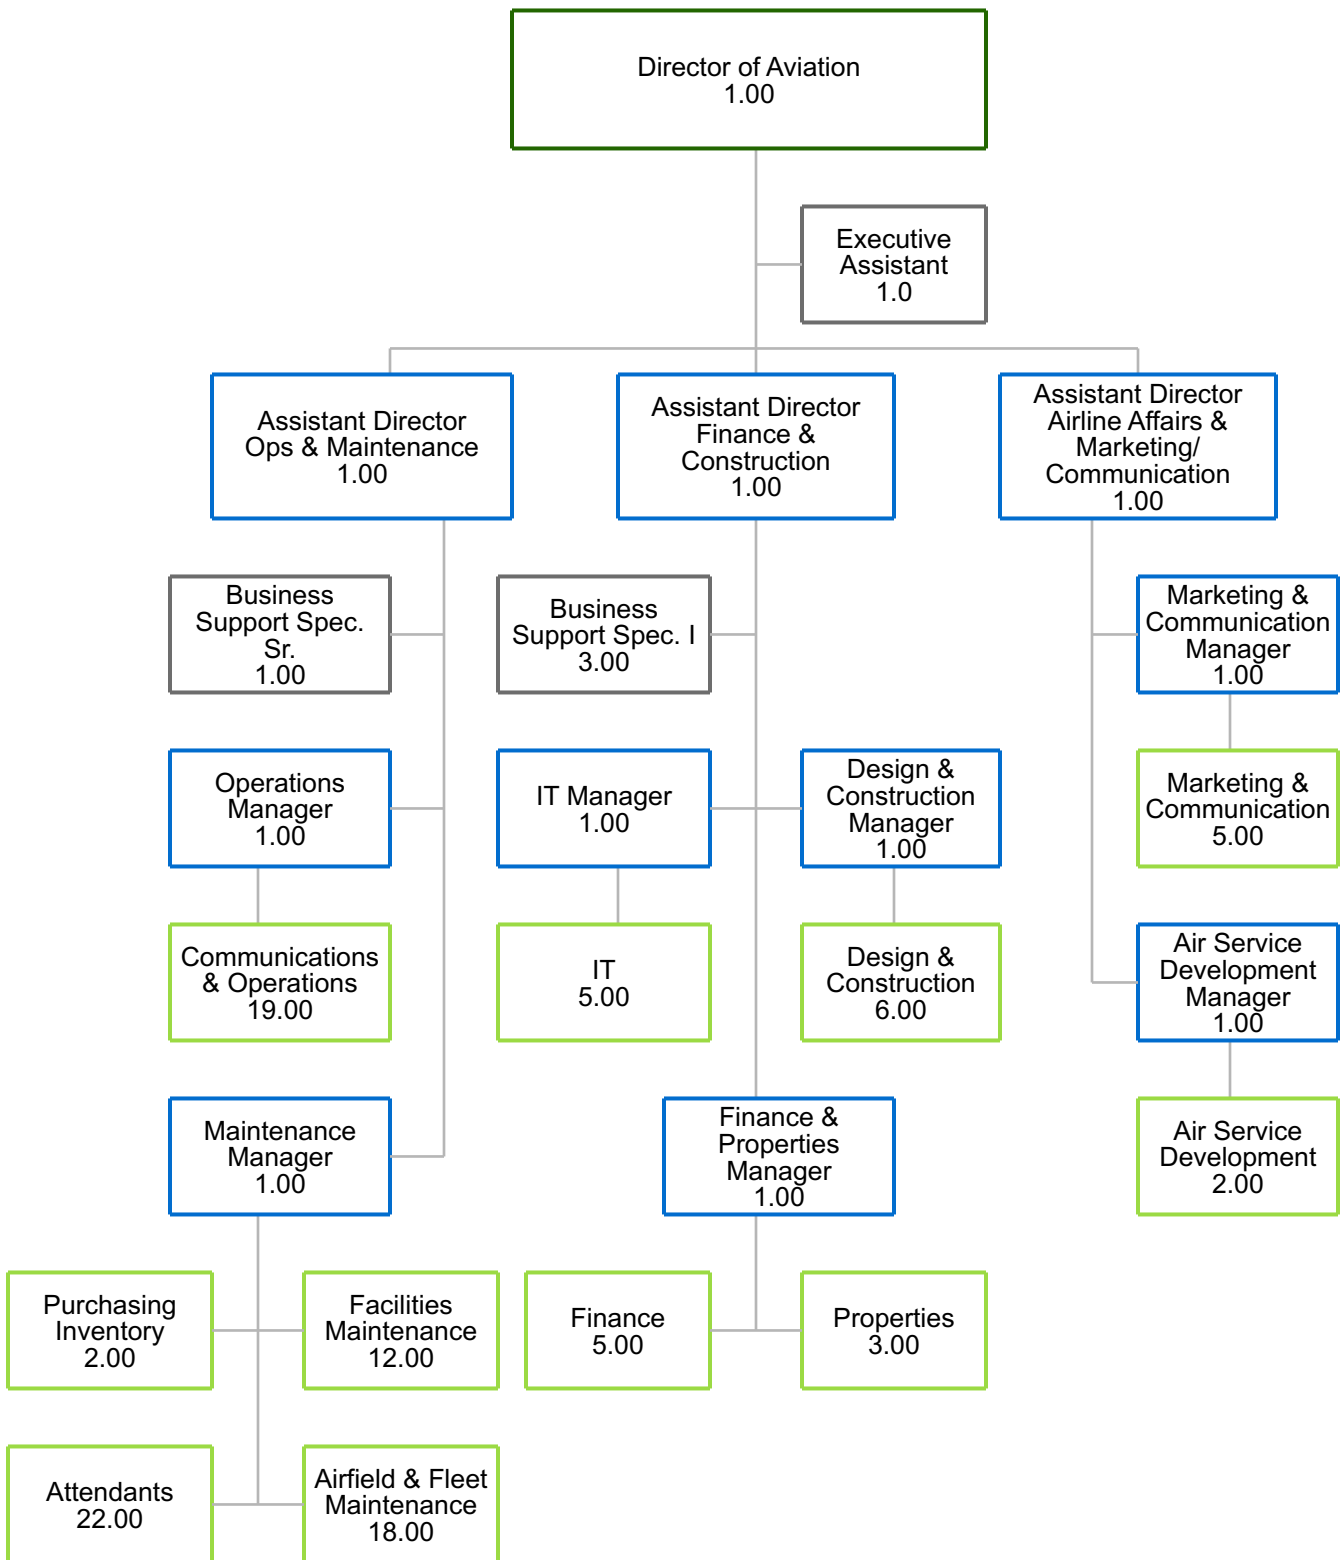 Director of Aviation
1.00
Executive
Assistant
1.0
Assistant Director
Ops & Maintenance
1.00
Assistant Director
Finance &
Construction
1.00
Assistant Director
Airline Affairs &
Marketing/
Communication
1.00
Business
Support Spec.
Sr.
1.00
Business
Support Spec. I
3.00
Marketing &
Communication
Manager
1.00
Operations
Manager
1.00
IT Manager
1.00
Design &
Construction
Manager
1.00
Marketing &
Communication
5.00
Communications
& Operations
19.00
IT
5.00
Design &
Construction
6.00
Air Service
Development
Manager
1.00
Maintenance
Manager
1.00
Finance &
Properties
Manager
1.00
Air Service
Development
2.00
Purchasing
Inventory
2.00
Facilities
Maintenance
12.00
Finance
5.00
Properties
3.00
Attendants
22.00
Airfield & Fleet
Maintenance
18.00